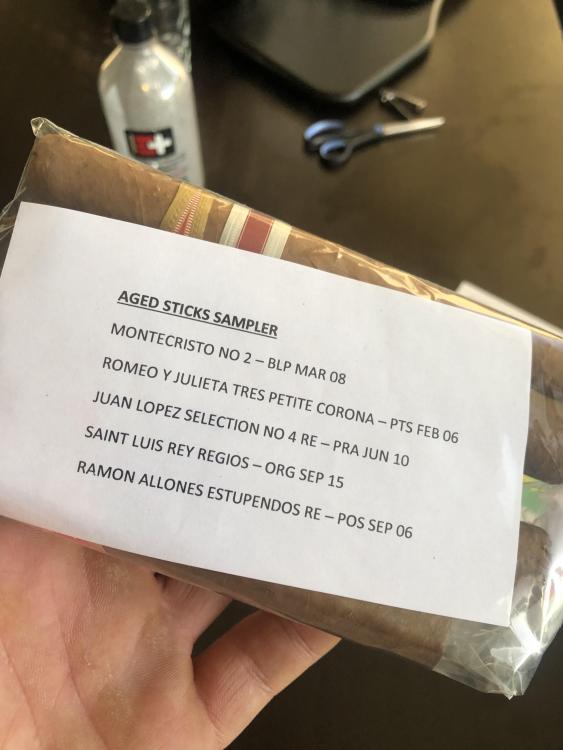 AGED STICKS SAMPLER
MONTECRISTO NO 2 – BLP MAR 08
ROMEO Y JULIETA TRES PETITE CORONA – PTS FEB 06
JUAN LOPEZ SELECTION NO 4 RE – PRA JUN 10
SAINT LUIS REY REGIOS – ORG SEP 15
RAMON ALLONES ESTUPENDOS RE – POS SEP 06